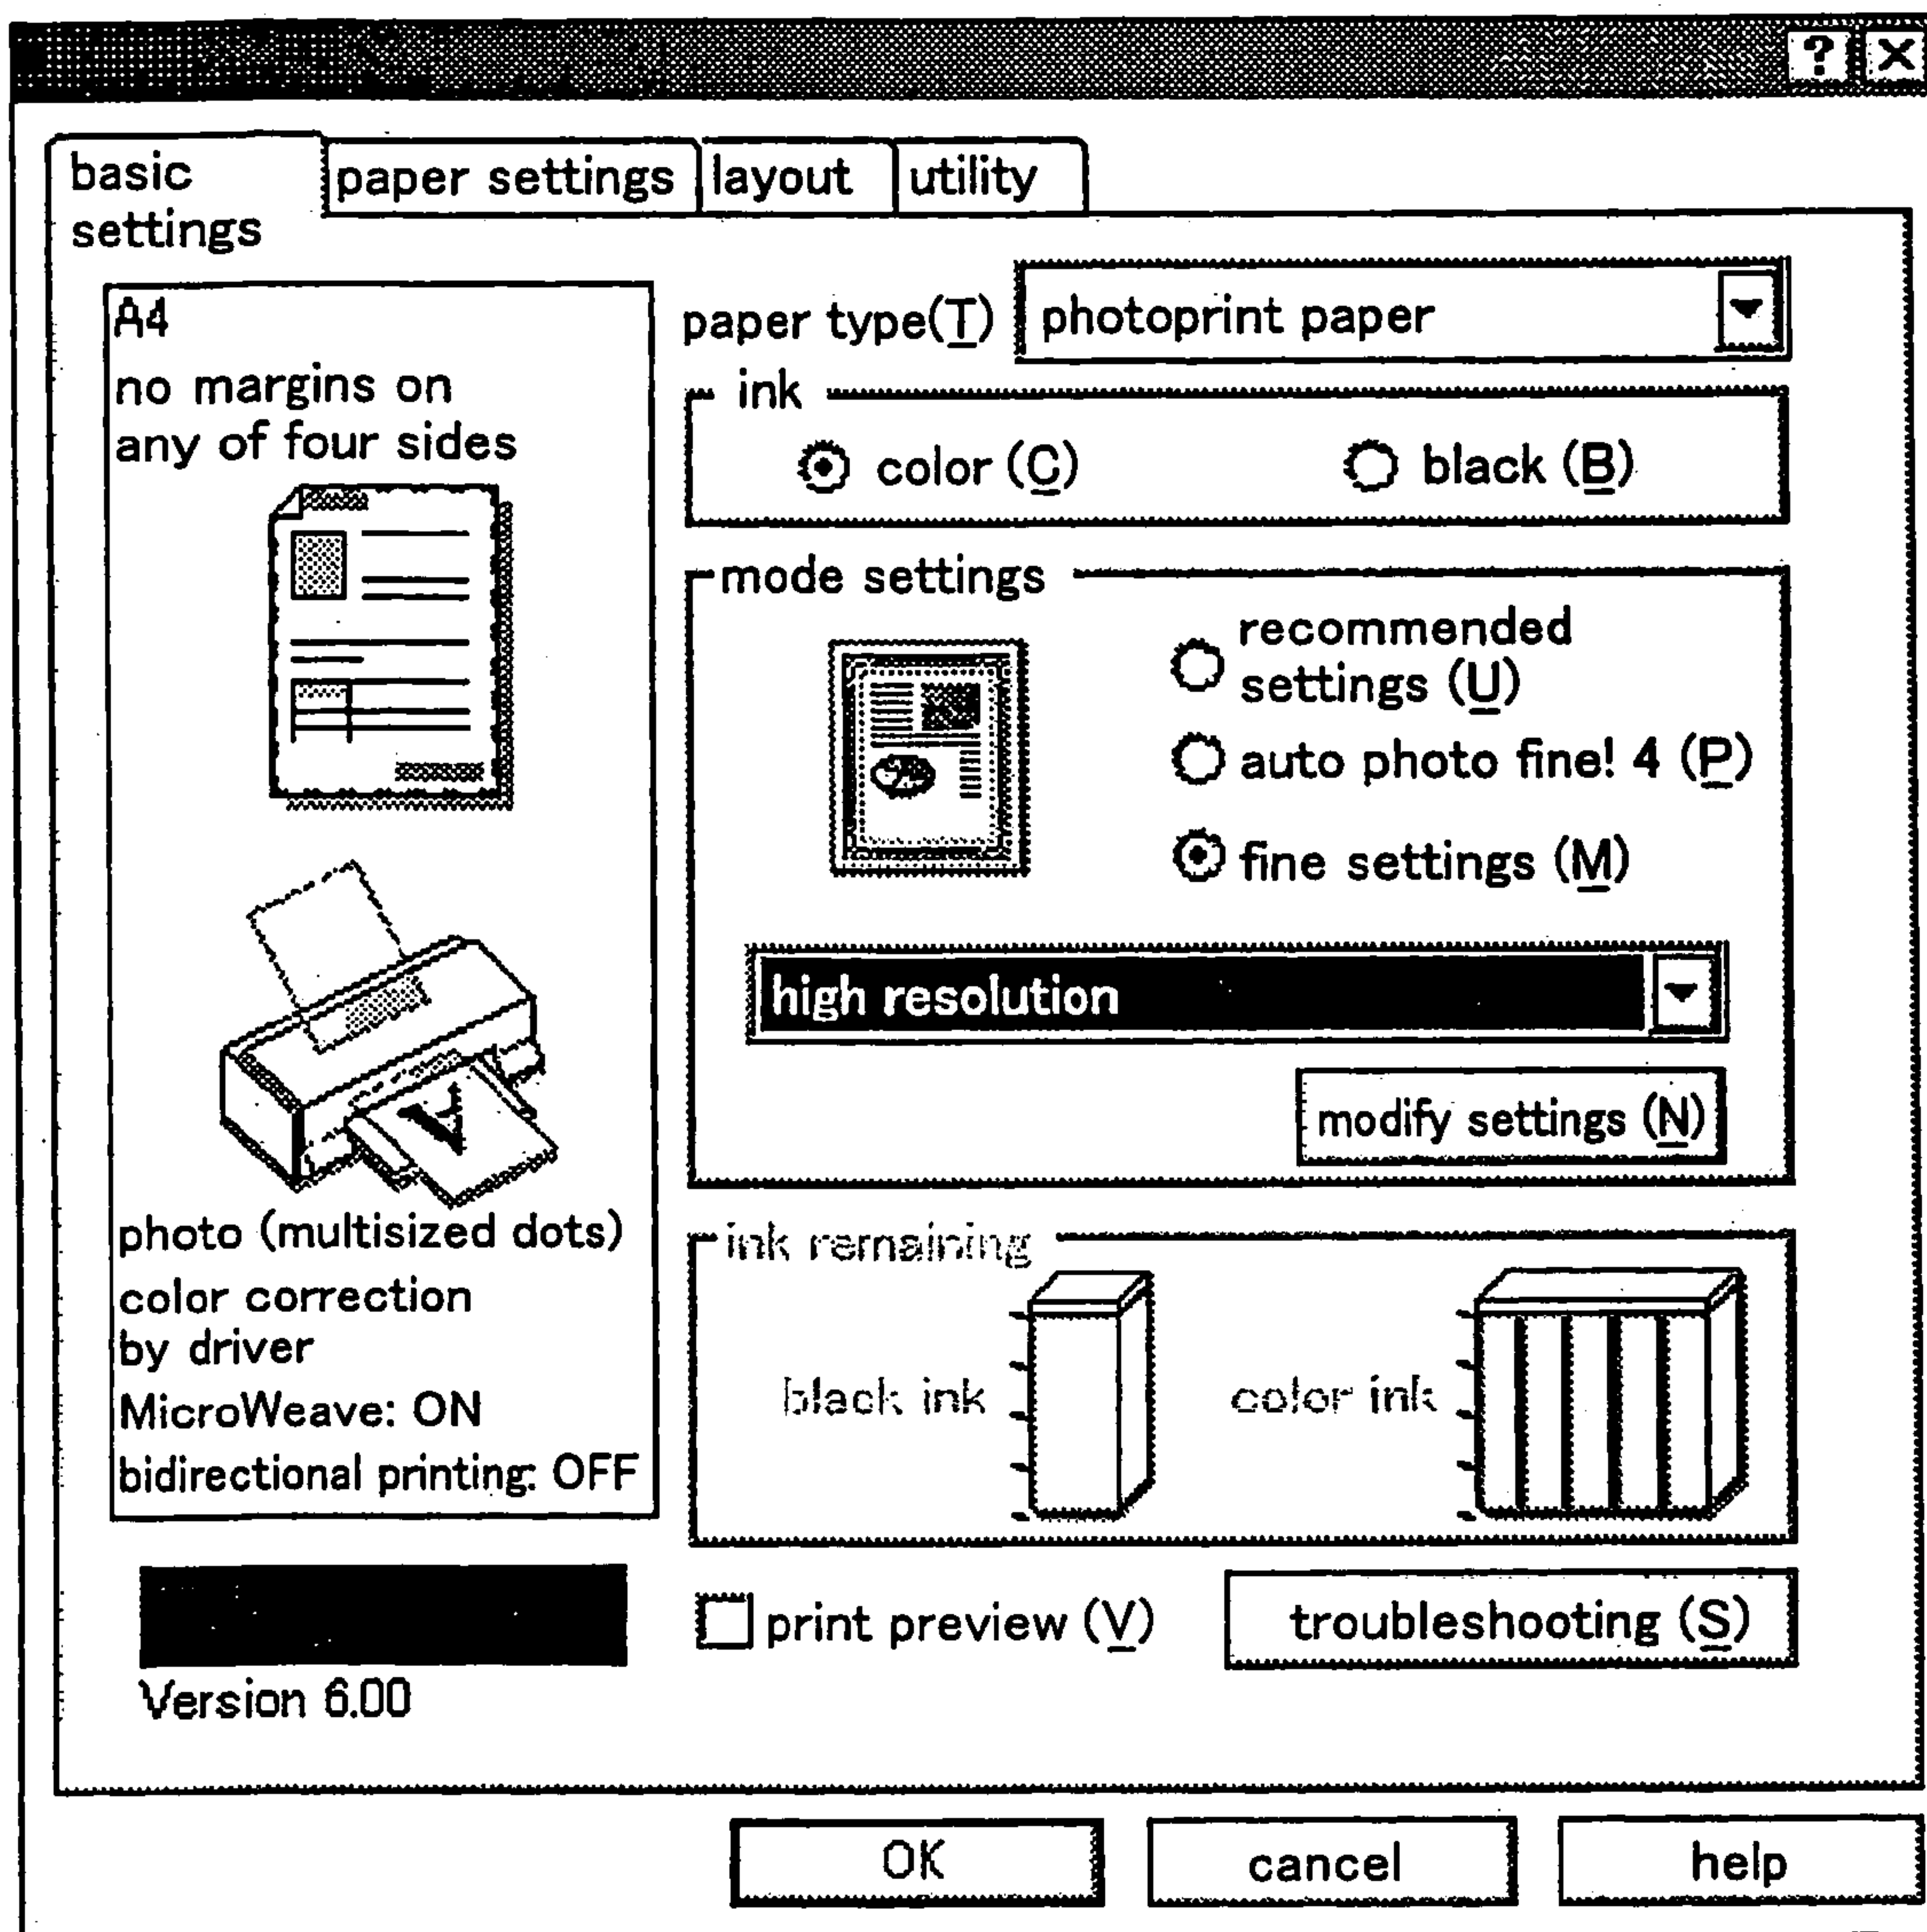 ?
basic
settings
paper settings
layout
utility
A4
no margins on
any of four sides
photo (multisized dots)
color correction
by driver
MicroWeave: ON
bidirectional printing: OFF
Version 6.00
paper type(T)
photoprint paper
ink
color (C)
black (B)
mode settings
recommended
settings (U)
auto photo fine! 4 (P)
fine settings (M)
high resolution
modify settings (N)
ink remaining
black ink
color ink
print preview (V)
troubleshooting (S)
OK
cancel
help